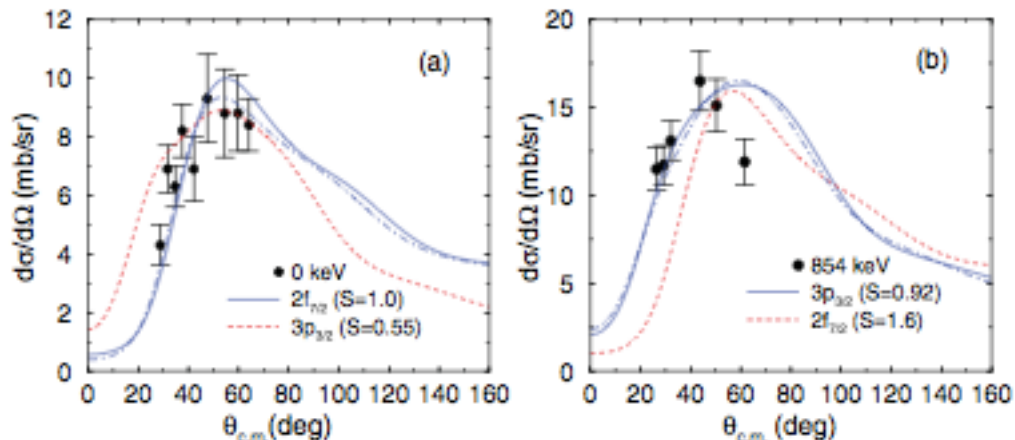 12
10
8
6
4
2
0
dσ/dΩ (mb/sr)
(a)
0 keV
2f7/2 (S=1.0)
3p3/2 (S=0.55)
0 20 40 60 80 100 120 140 160
θc.m. (deg)
20
15
10
5
0
dσ/dΩ (mb/sr)
(b)
854 keV
3p3/2 (S=0.92)
2f7/2 (S=1.6)
0 20 40 60 80 100 120 140 160
θc.m. (deg)